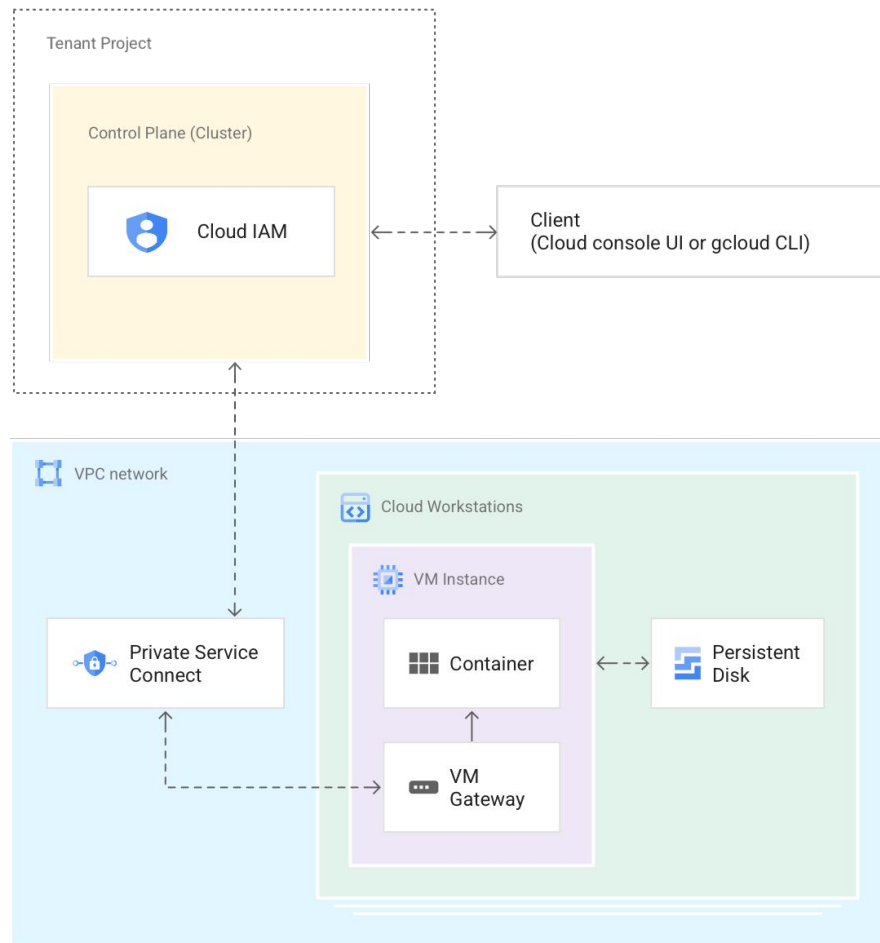 Tenant Project
Control Plane (Cluster)
Cloud IAM
Client
(Cloud console UI or gcloud CLI)
VPC network
Cloud Workstations
VM Instance
Private Service
Connect
Container
Persistent
Disk
VM
Gateway